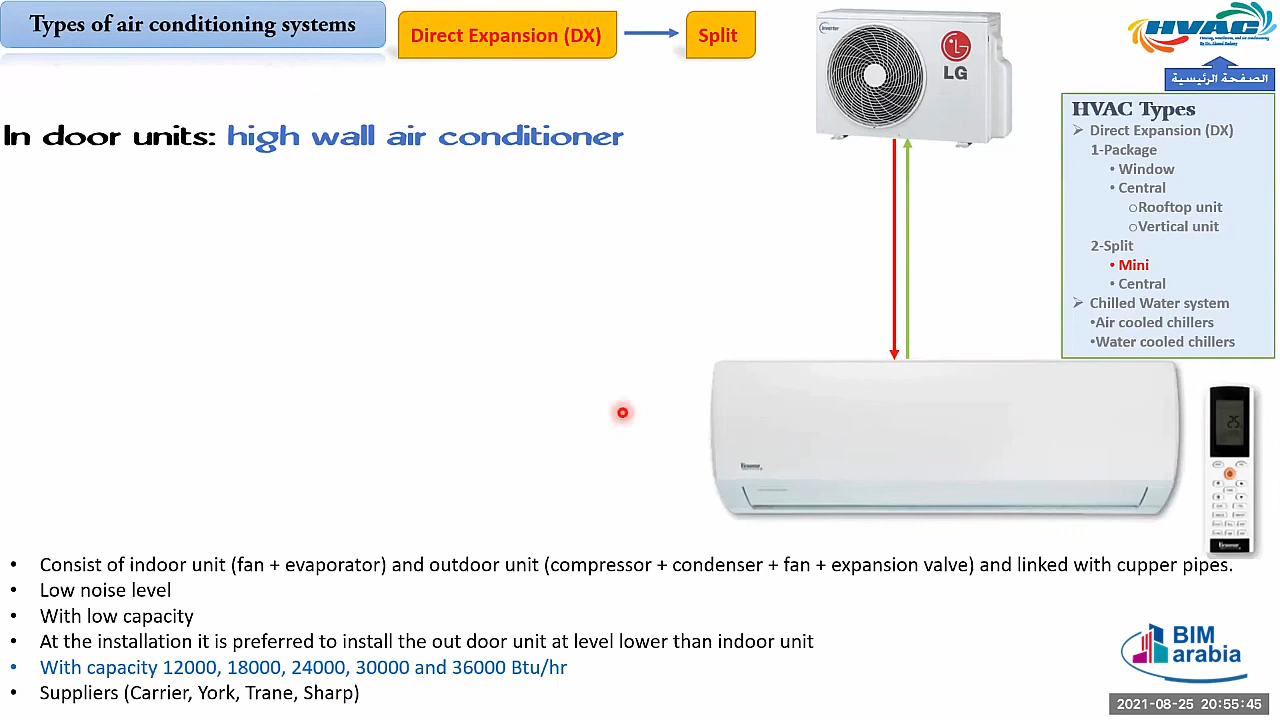 Types of air conditioning systems
Direct Expansion (DX)
Split
Inverter
LG
HVAC
الصفحة الرئيسية
In door units: high wall air conditioner
HVAC Types
➢ Direct Expansion (DX)
1-Package
• Window
• Central
oRooftop unit
oVertical unit
2-Split
• Mini
• Central
➢ Chilled Water system
•Air cooled chillers
•Water cooled chillers
25
• Consist of indoor unit (fan + evaporator) and outdoor unit (compressor + condenser + fan + expansion valve) and linked with cupper pipes.
• Low noise level
• With low capacity
• At the installation it is preferred to install the out door unit at level lower than indoor unit
• With capacity 12000, 18000, 24000, 30000 and 36000 Btu/hr
• Suppliers (Carrier, York, Trane, Sharp)
BIM
arabia
2021-08-25 20:55:45